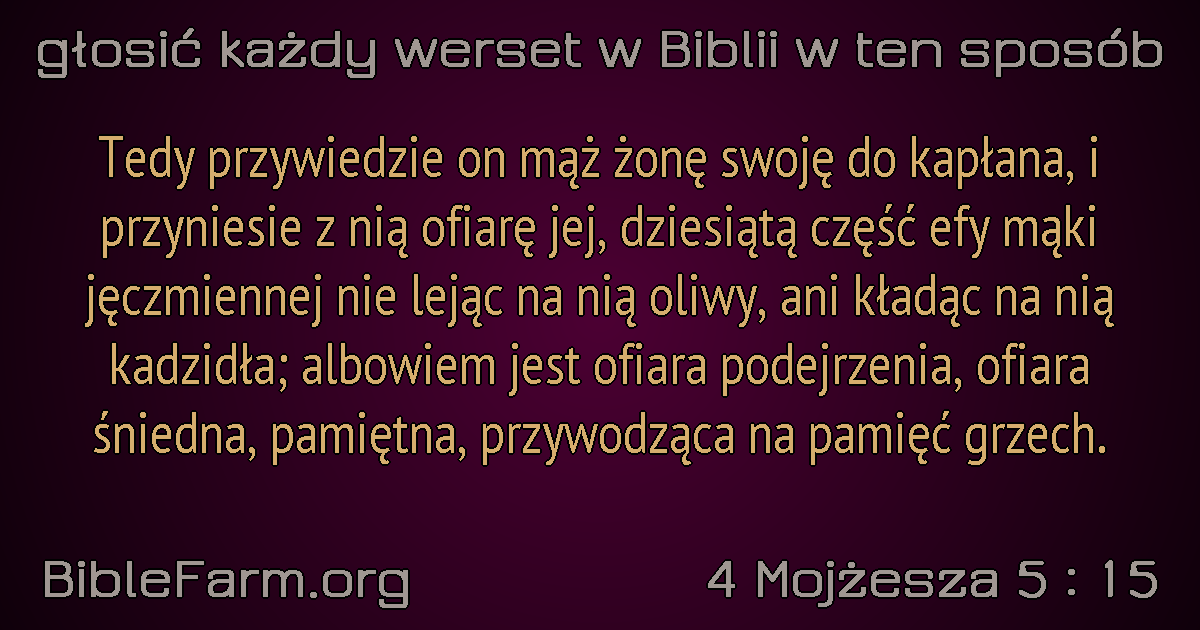 głosić każdy werset w Biblii w ten sposób
Tedy przywiedzie on mąż żonę swoję do kapłana, i
przyniesie z nią ofiarę jej, dziesiątą część efy mąki
jęczmiennej nie lejąc na nią oliwy, ani kładąc na nią
kadzidła; albowiem jest ofiara podejrzenia, ofiara
śniedna, pamiętna, przywodząca na pamięć grzech.
BibleFarm.org
4 Mojżesza 5 : 15